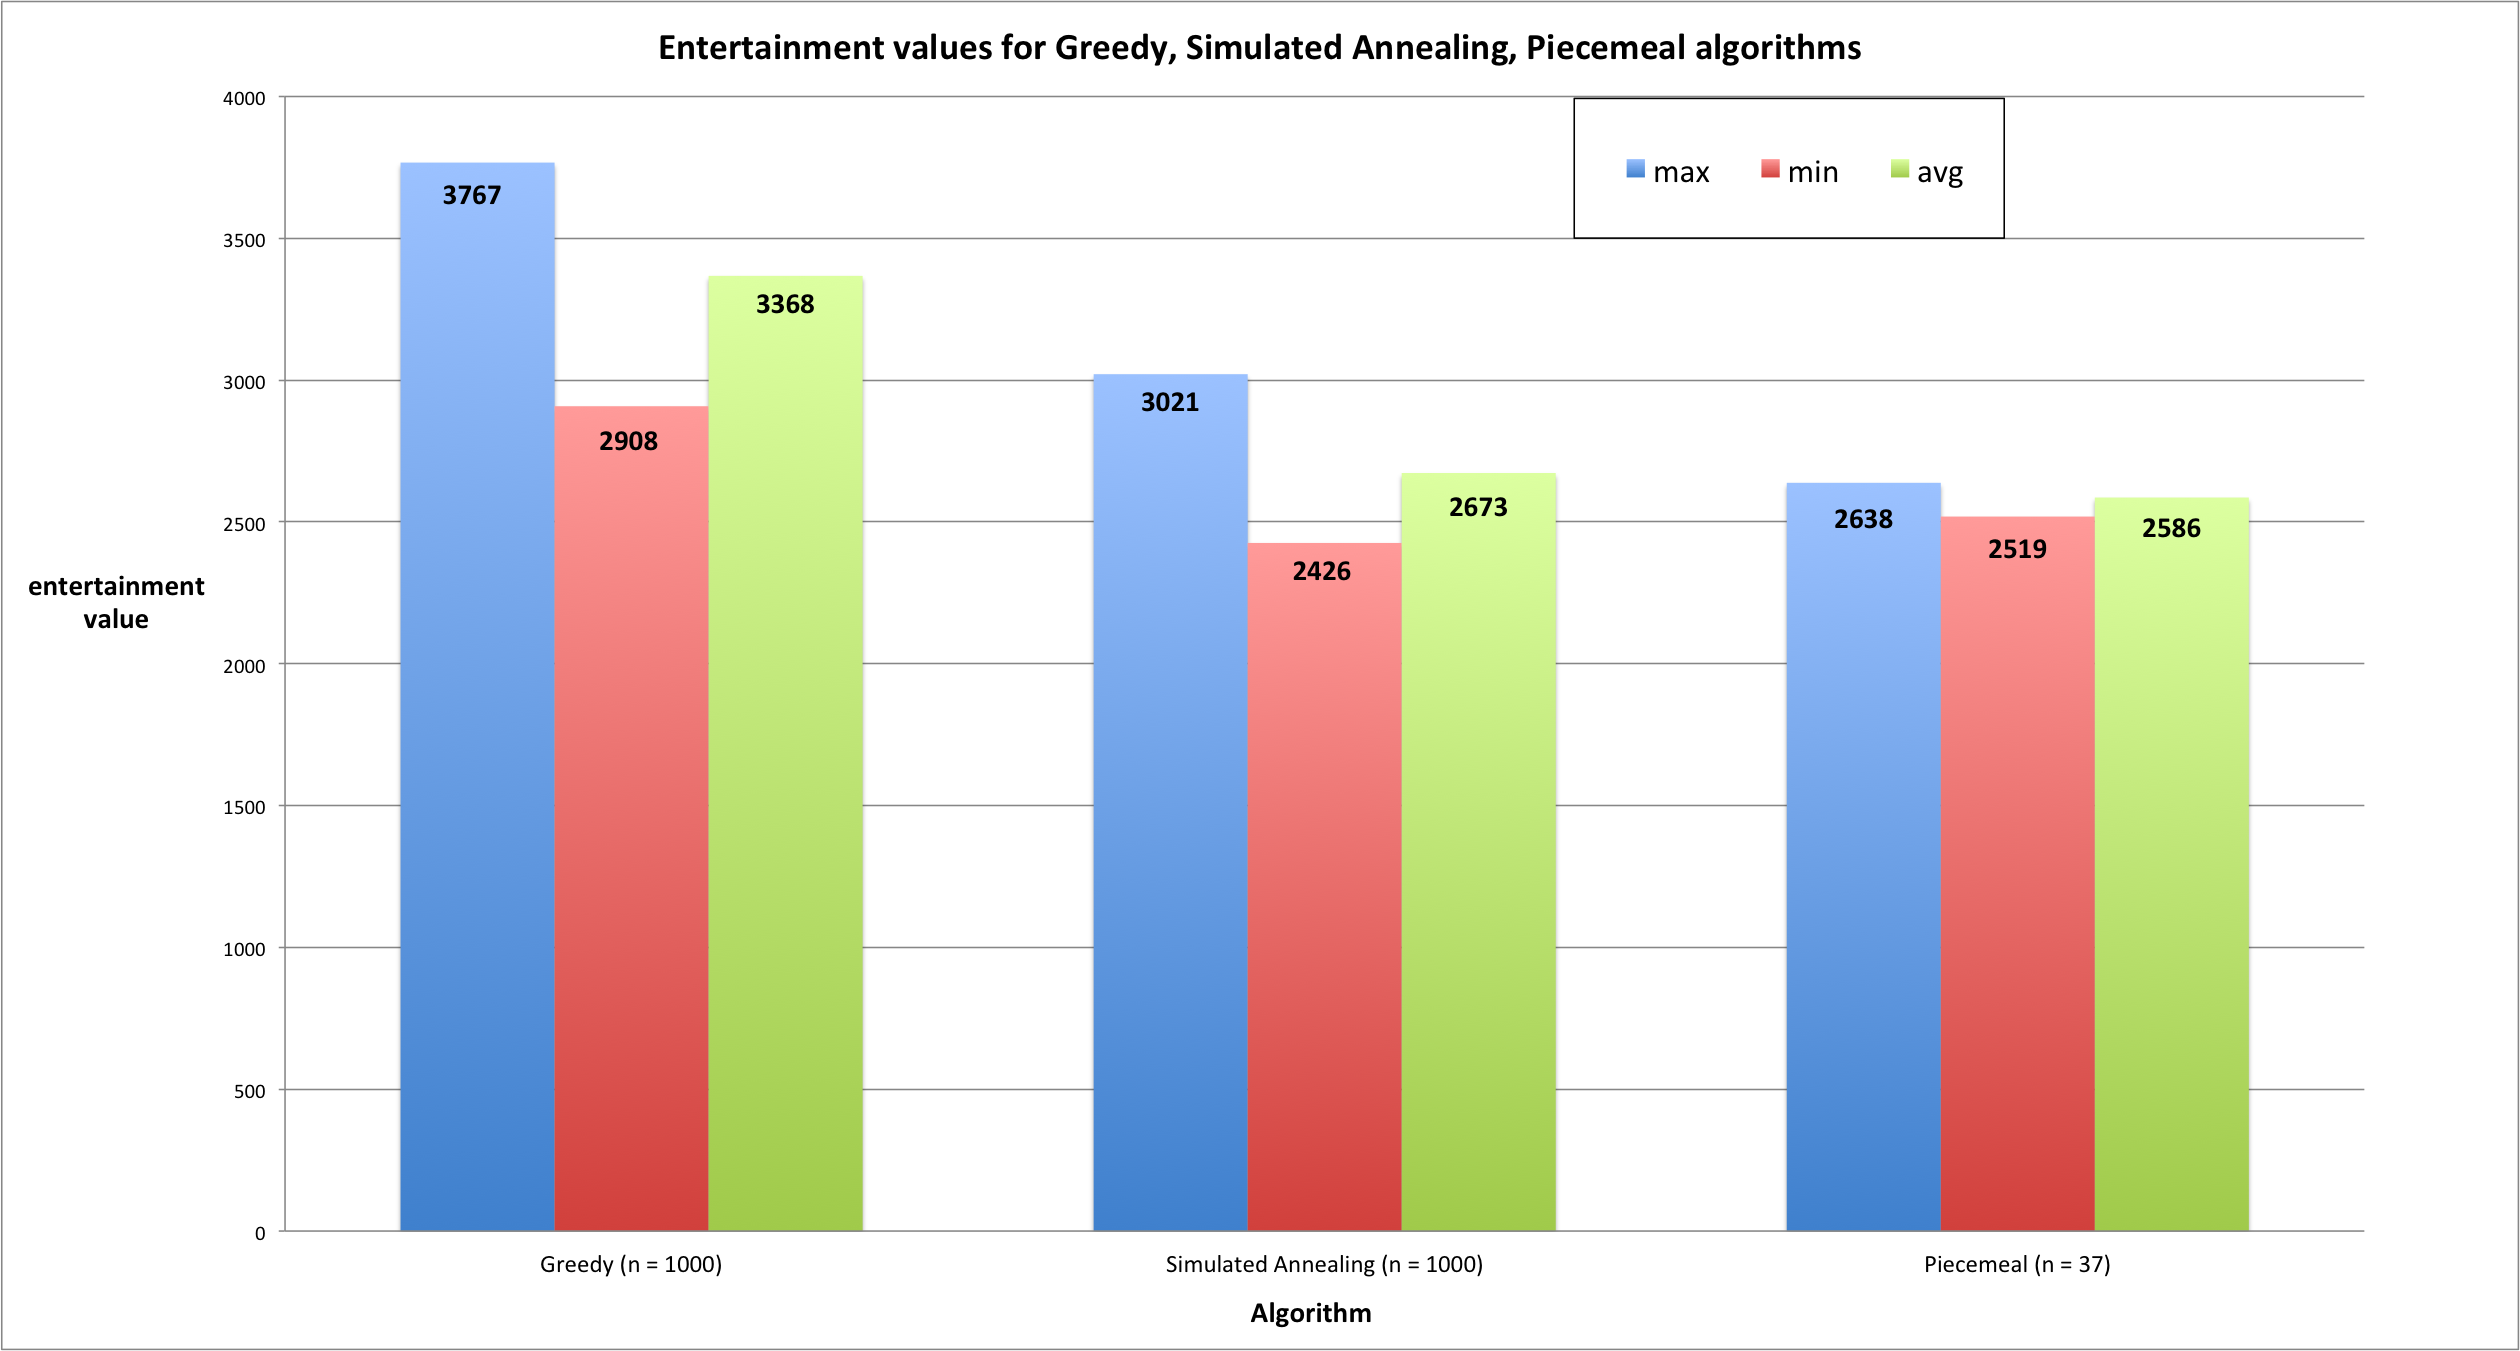 Entertainment values for Greedy, Simulated Annealing, Piecemeal algorithms
4000
3500
3000
2500
2000
1500
1000
500
0
entertainment
value
max min avg
3767
2908
3368
3021
2426
2673
2638
2519
2586
Greedy (n = 1000)
Simulated Annealing (n = 1000)
Piecemeal (n = 37)
Algorithm